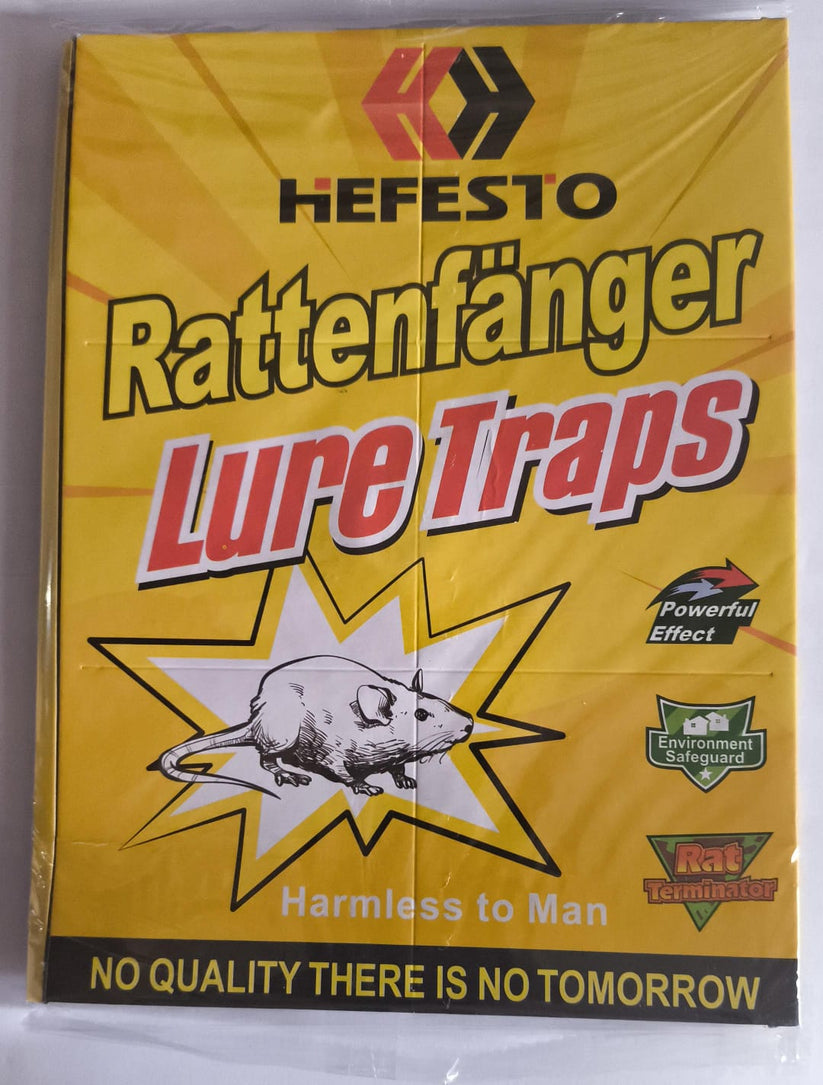 HEFESTO
Rattenfänger
Lure Traps
Powerful
Effect
Environment
Safeguard
Rat
Terminator
Harmless to Man
NO QUALITY THERE IS NO TOMORROW